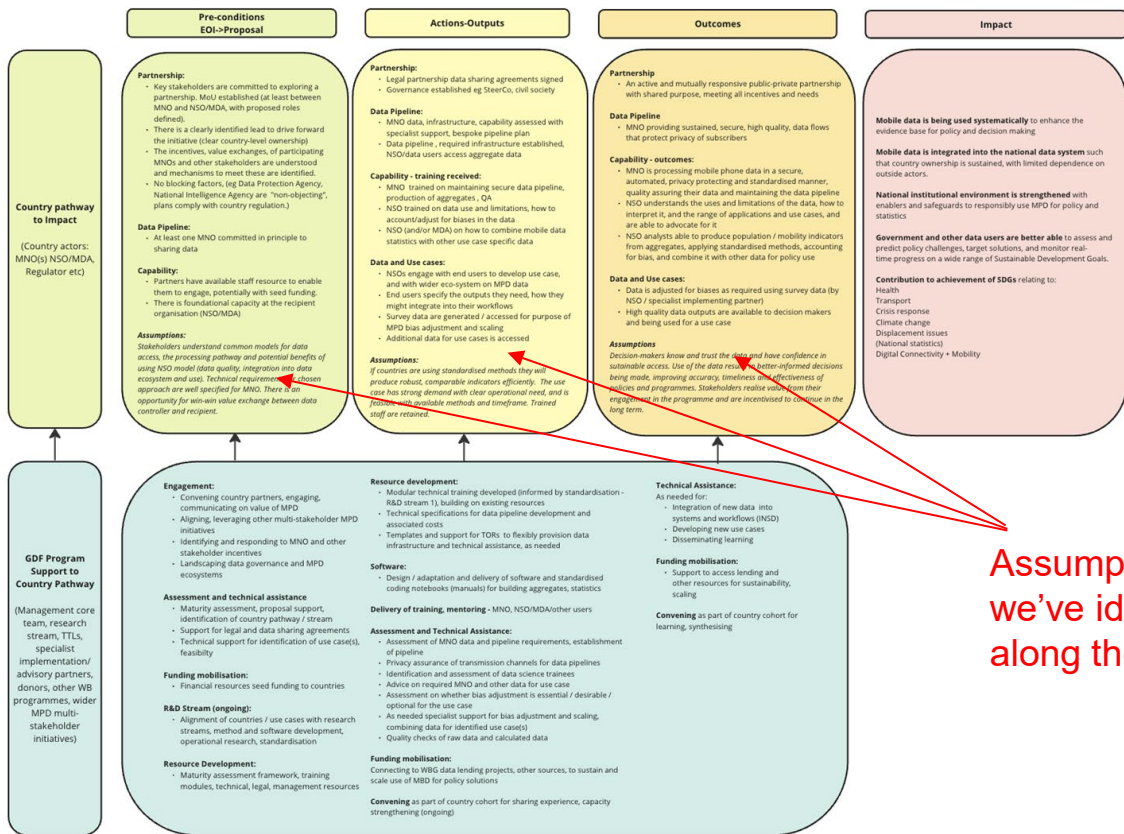 Pre-conditions
EOI->Proposal
Actions-Outputs
Outcomes
Impact
Country pathway
to Impact
(Country actors:
MNO(s) NSO/MDA,
Regulator etc)
Partnership:
• Key stakeholders are committed to exploring a
partnership. MoU established (at least between
MNO and NSO/MDA, with proposed roles
defined).
• There is a clearly identified lead to drive forward
the initiative (clear country-level ownership)
• The incentives, value exchanges, of participating
MNOs and other stakeholders are understood
and mechanisms to meet these are identified.
• No blocking factors, (eg Data Protection Agency,
National Intelligence Agency are "non-objecting",
plans comply with country regulation.)
Data Pipeline:
• At least one MNO committed in principle to
sharing data
Capability:
• Partners have available staff resource to enable
them to engage, potentially with seed funding.
• There is foundational capacity at the recipient
organisation (NSO/MDA)
Assumptions:
Stakeholders understand common models for data
access, the processing pathway and potential benefits of
using NSO model (data quality, integration into data
ecosystem and use). Technical requirements chosen
approach are well specified for MNO. There is an
opportunity for win-win value exchange between data
controller and recipient.
Partnership:
• Legal partnership data sharing agreements signed
• Governance established eg SteerCo, civil society
Data Pipeline:
• MNO data, infrastructure, capability assessed with
specialist support, bespoke pipeline plan
• Data pipeline , required infrastructure established,
NSO/data users access aggregate data
Capability - training received:
• MNO trained on maintaining secure data pipeline,
production of aggregates , QA
• NSO trained on data use and limitations, how to
account/adjust for biases in the data
• NSO (and/or MDA) on how to combine mobile data
statistics with other use case specific data
Data and Use cases:
• NSOs engage with end users to develop use case,
and with wider eco-system on MPD data
• End users specify the outputs they need, how they
might integrate into their workflows
• Survey data are generated / accessed for purpose of
MPD bias adjustment and scaling
• Additional data for use cases is accessed
Assumptions:
If countries are using standardised methods they will
produce robust, comparable indicators efficiently. The use
case has strong demand with clear operational need, and is
feasible with available methods and timeframe. Trained
staff are retained.
Partnership
• An active and mutually responsive public-private partnership
with shared purpose, meeting all incentives and needs
Data Pipeline
• MNO providing sustained, secure, high quality, data flows
that protect privacy of subscribers
Capability - outcomes:
• MNO is processing mobile phone data in a secure,
automated, privacy protecting and standardised manner,
quality assuring their data and maintaining the data pipeline
• NSO understands the uses and limitations of the data, how to
interpret it, and the range of applications and use cases, and
are able to advocate for it
• NSO analysts able to produce population / mobility indicators
from aggregates, applying standardised methods, accounting
for bias, and combine it with other data for policy use
Data and Use cases:
• Data is adjusted for biases as required using survey data (by
NSO / specialist implementing partner)
• High quality data outputs are available to decision makers
and being used for a use case
Assumptions
Decision-makers know and trust the data and have confidence in
sustainable access. Use of the data results in better-informed decisions
being made, improving accuracy, timeliness and effectiveness of
policies and programmes. Stakeholders realise value from their
engagement in the programme and are incentivised to continue in the
long term.
Mobile data is being used systematically to enhance the
evidence base for policy and decision making
Mobile data is integrated into the national data system such
that country ownership is sustained, with limited dependence on
outside actors.
National institutional environment is strengthened with
enablers and safeguards to responsibly use MPD for policy and
statistics
Government and other data users are better able to assess and
predict policy challenges, target solutions, and monitor real-
time progress on a wide range of Sustainable Development Goals.
Contribution to achievement of SDGs relating to:
Health
Transport
Crisis response
Climate change
Displacement issues
(National statistics)
Digital Connectivity + Mobility
GDF Program
Support to
Country Pathway
(Management core
team, research
stream, TTLs,
specialist
implementation/
advisory partners,
donors, other WB
programmes, wider
MPD multi-
stakeholder
initiatives)
Engagement:
• Convening country partners, engaging,
communicating on value of MPD
• Aligning, leveraging other multi-stakeholder MPD
initiatives
• Identifying and responding to MNO and other
stakeholder incentives
• Landscaping data governance and MPD
ecosystems
Assessment and technical assistance
• Maturity assessment, proposal support,
identification of country pathway / stream
• Support for legal and data sharing agreements
• Technical support for identification of use case(s),
feasibilty
Funding mobilisation:
• Financial resources seed funding to countries
R&D Stream (ongoing):
• Alignment of countries / use cases with research
streams, method and software development,
operational research, standardisation
Resource Development:
• Maturity assessment framework, training
modules, technical, legal, management resources
Resource development:
• Modular technical training developed (informed by standardisation -
R&D stream 1), building on existing resources
• Technical specifications for data pipeline development and
associated costs
• Templates and support for TORs to flexibly provision data
infrastructure and technical assistance, as needed
Software:
• Design / adaptation and delivery of software and standardised
coding notebooks (manuals) for building aggregates, statistics
Delivery of training, mentoring - MNO, NSO/MDA/other users
Assessment and Technical Assistance:
• Assessment of MNO data and pipeline requirements, establishment
of pipeline
• Privacy assurance of transmission channels for data pipelines
• Identification and assessment of data science trainees
• Advice on required MNO and other data for use case
• Assessment on whether bias adjustment is essential / desirable /
optional for the use case
• As needed specialist support for bias adjustment and scaling,
combining data for identified use case(s)
• Quality checks of raw data and calculated data
Funding mobilisation:
Connecting to WBG data lending projects, other sources, to sustain and
scale use of MBD for policy solutions
Convening as part of country cohort for sharing experience, capacity
strengthening (ongoing)
Technical Assistance:
As needed for:
• Integration of new data into
systems and workflows (INSD)
• Developing new use cases
• Disseminating learning
Funding mobilisation:
• Support to access lending and
other resources for sustainability,
scaling
Convening as part of country cohort for
learning, synthesising
Assump
we've id
along th